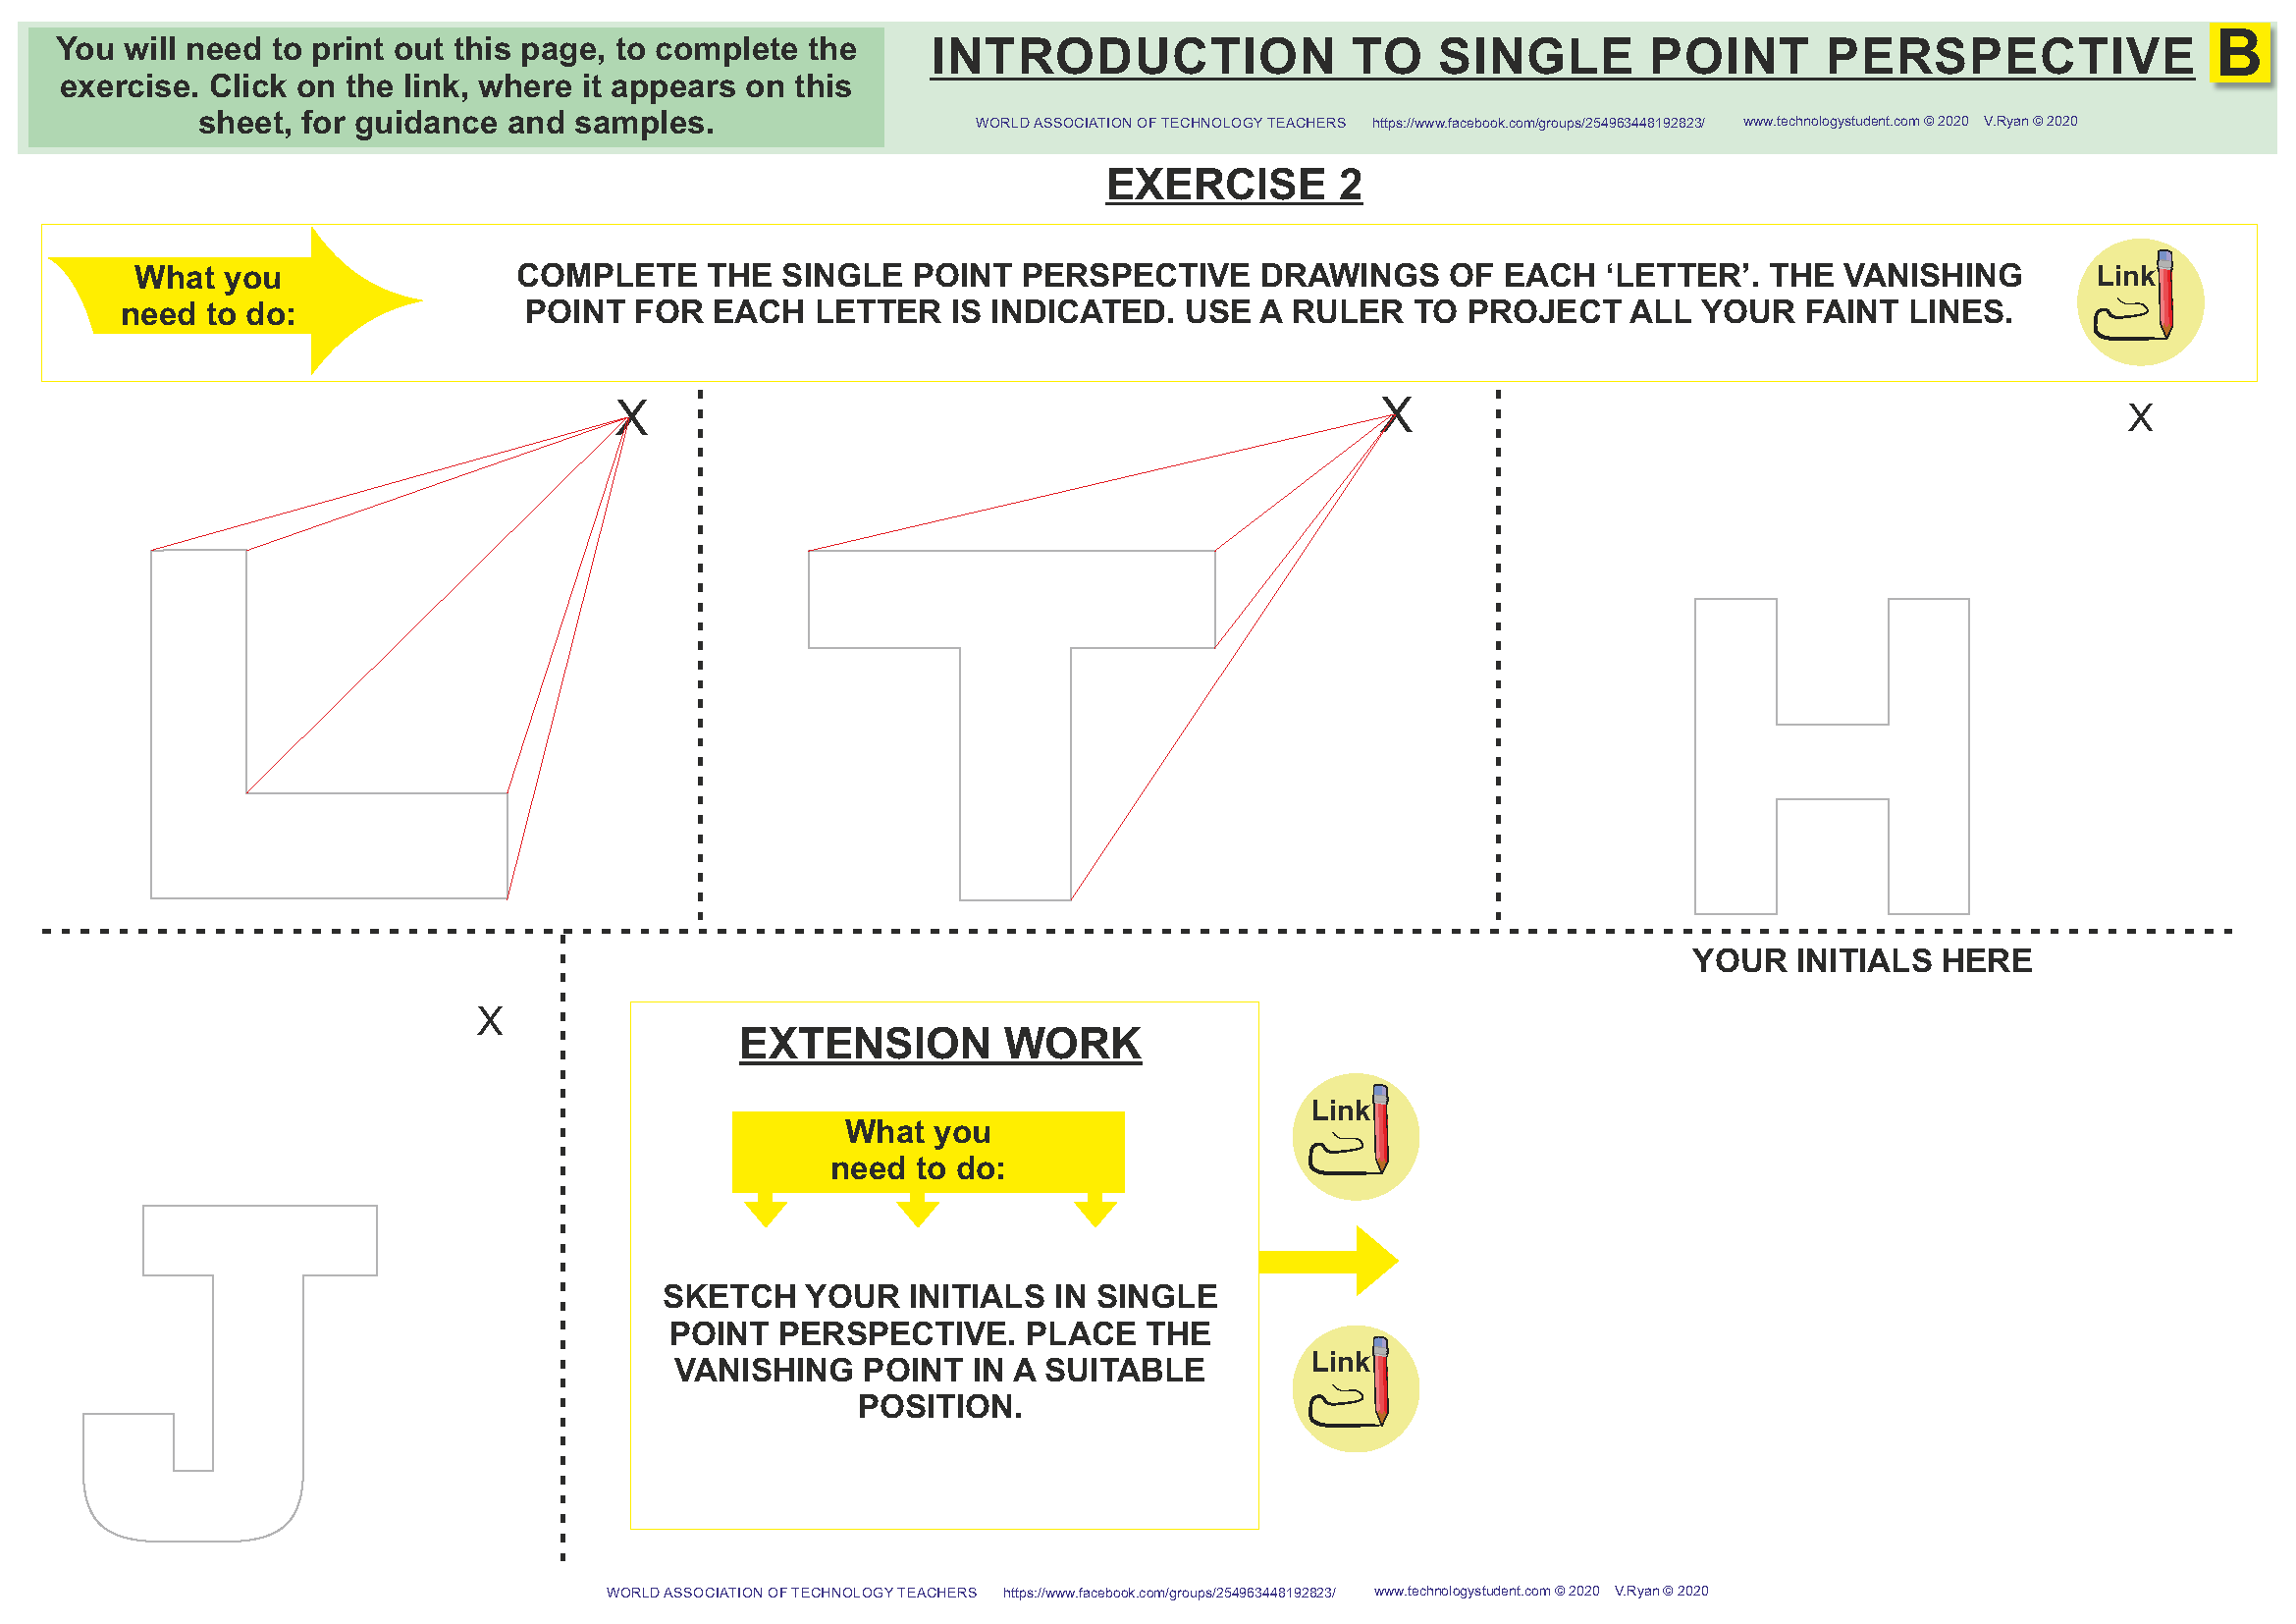 You will need to print out this page, to complete the
exercise. Click on the link, where it appears on this
sheet, for guidance and samples.
INTRODUCTION TO SINGLE POINT PERSPECTIVE B
WORLD ASSOCIATION OF TECHNOLOGY TEACHERS https://www.facebook.com/groups/254963448192823/ www.technologystudent.com © 2020 V.Ryan © 2020
EXERCISE 2
What you
need to do:
COMPLETE THE SINGLE POINT PERSPECTIVE DRAWINGS OF EACH ‘LETTER’. THE VANISHING
POINT FOR EACH LETTER IS INDICATED. USE A RULER TO PROJECT ALL YOUR FAINT LINES.
Link
X
X
X
L
T
H
YOUR INITIALS HERE
X
J
EXTENSION WORK
What you
need to do:
SKETCH YOUR INITIALS IN SINGLE
POINT PERSPECTIVE. PLACE THE
VANISHING POINT IN A SUITABLE
POSITION.
Link
Link
WORLD ASSOCIATION OF TECHNOLOGY TEACHERS https://www.facebook.com/groups/254963448192823/ www.technologystudent.com © 2020 V.Ryan © 2020